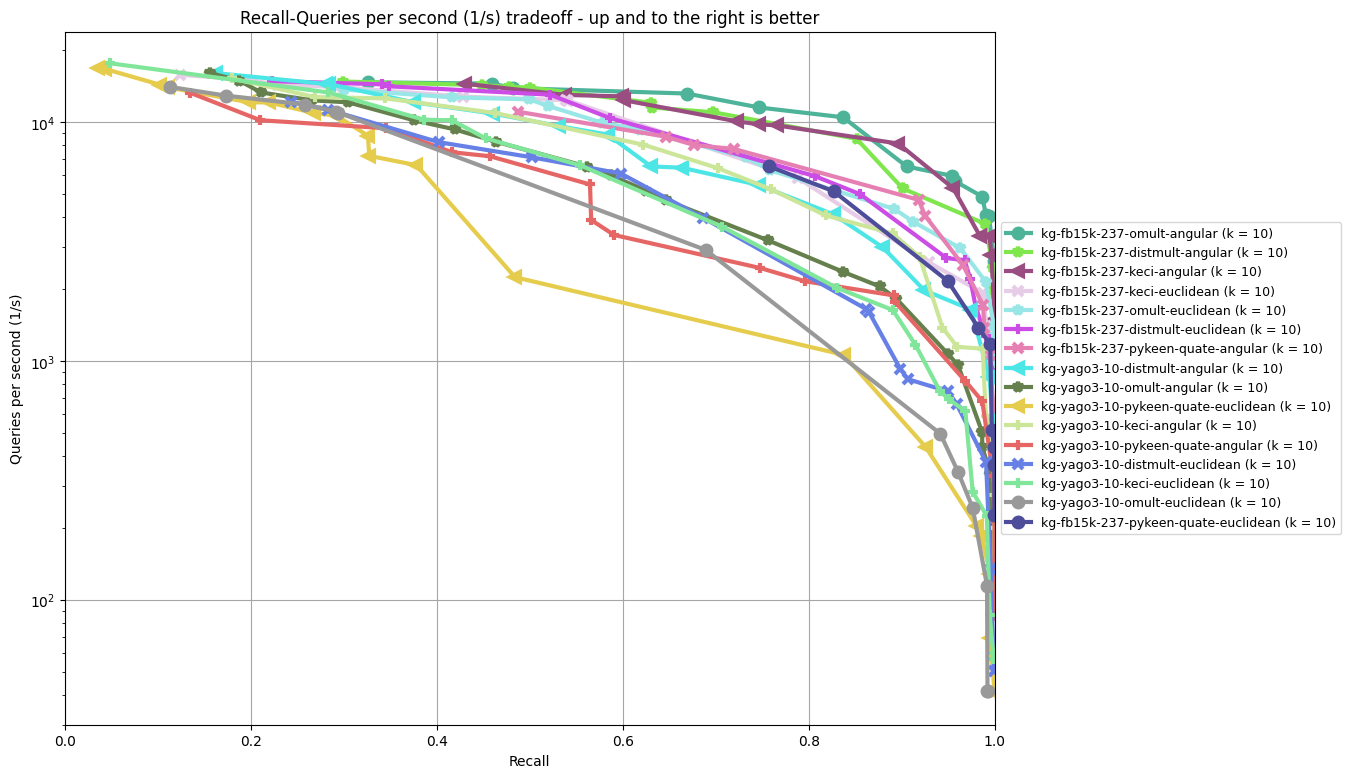 Recall-Queries per second (1/s) tradeoff - up and to the right is better
Queries per second (1/s)
10^4
10^3
10^2
0.0 0.2 0.4 0.6 0.8 1.0
Recall
kg-fb15k-237-omult-angular (k = 10)
kg-fb15k-237-distmult-angular (k = 10)
kg-fb15k-237-keci-angular (k = 10)
kg-fb15k-237-keci-euclidean (k = 10)
kg-fb15k-237-omult-euclidean (k = 10)
kg-fb15k-237-distmult-euclidean (k = 10)
kg-fb15k-237-pykeen-quate-angular (k = 10)
kg-yago3-10-distmult-angular (k = 10)
kg-yago3-10-omult-angular (k = 10)
kg-yago3-10-pykeen-quate-euclidean (k = 10)
kg-yago3-10-keci-angular (k = 10)
kg-yago3-10-pykeen-quate-angular (k = 10)
kg-yago3-10-distmult-euclidean (k = 10)
kg-yago3-10-keci-euclidean (k = 10)
kg-yago3-10-omult-euclidean (k = 10)
kg-fb15k-237-pykeen-quate-euclidean (k = 10)